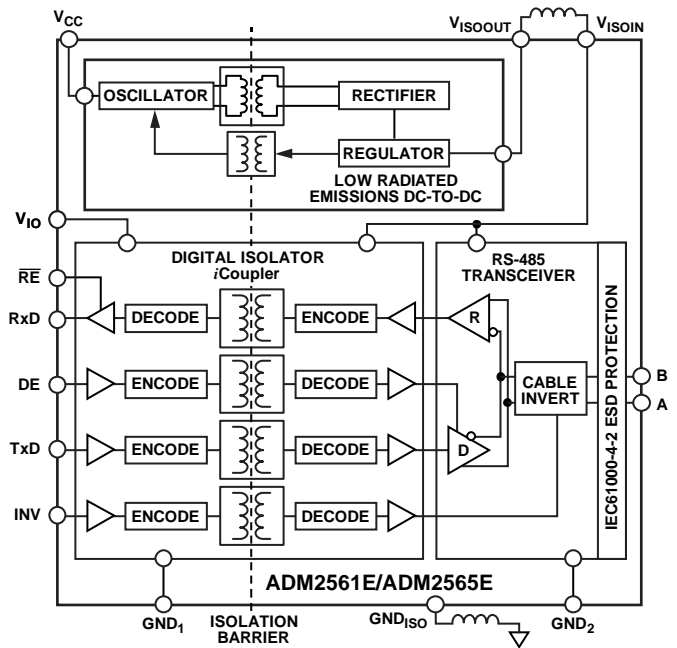 VCC
VISOOUT
VISOIN
OSCILLATOR
RECTIFIER
REGULATOR
LOW RADIATED
EMISSIONS DC-TO-DC
VIO
DIGITAL ISOLATOR
iCoupler
RS-485
TRANSCEIVER
RE
RxD
DECODE
ENCODE
R
DE
ENCODE
DECODE
CABLE
INVERT
B
A
IEC61000-4-2 ESD PROTECTION
TxD
ENCODE
DECODE
D
INV
ENCODE
DECODE
ADM2561E/ADM2565E
GND1
ISOLATION
BARRIER
GNDISO
GND2